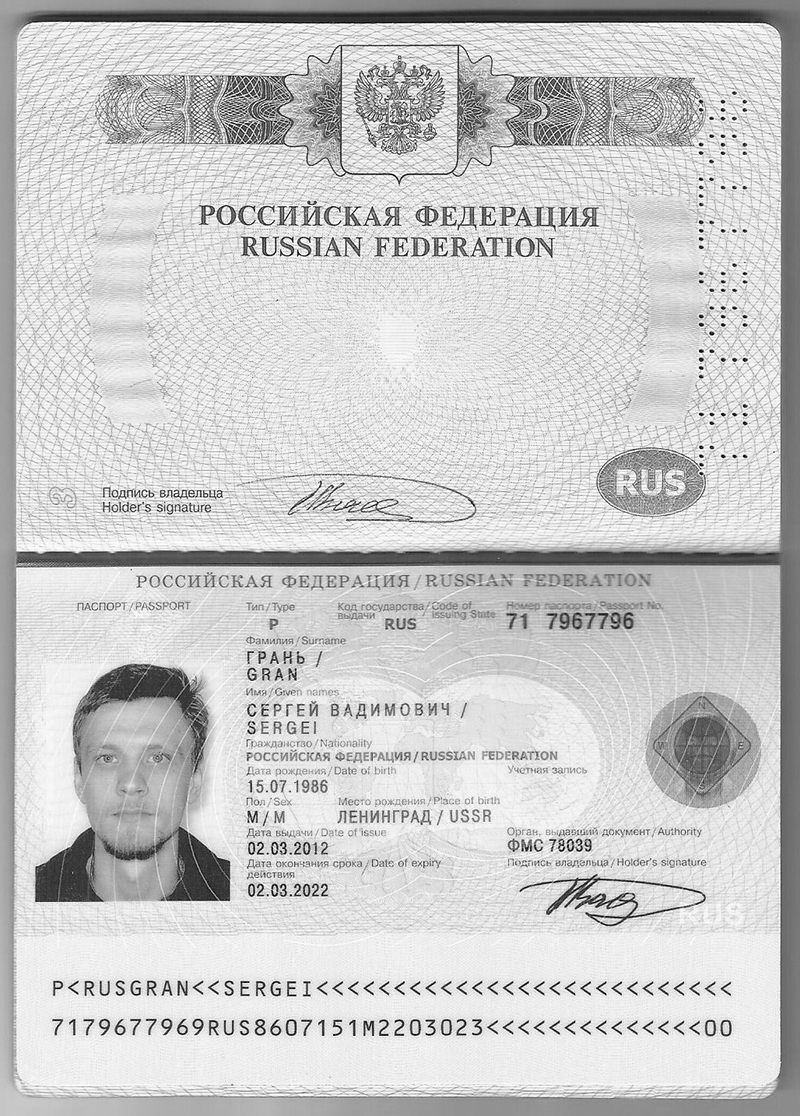 РОССИЙСКАЯ ФЕДЕРАЦИЯ
RUSSIAN FEDERATION
RUS
3
Подпись владельца
Holder's signature
РОССИЙСКАЯ ФЕДЕРАЦИЯ / RUSSIAN FEDERATION
ПАСПОРТ / PASSPORT
Тип / Type
Код государства / Code of
выдачи issuing State
Номер паспорта / Passport No.
P
RUS
71 7967796
Фамилия / Surname
ГРАНЬ /
GRAN
Имя / Given names
СЕРГЕЙ ВАДИМОВИЧ /
SERGEI
Гражданство / Nationality
РОССИЙСКАЯ ФЕДЕРАЦИЯ / RUSSIAN FEDERATION
Дата рождения / Date of birth
Учетная запись
15.07.1986
Пол / Sex
Место рождения / Place of birth
М / M
ЛЕНИНГРАД / USSR
Дата выдачи / Date of issue
Орган, выдавший документ / Authority
02.03.2012
ФМС 78039
Дата окончания срока / Date of expiry
действия
Подпись владельца / Holder's signature
02.03.2022
N
W
E
S
RUS
P<RUSGRAN<<SERGEI<<<<<<<<<<<<<<<<<<<<<<<<<<<
7179677969RUS8607151M2203023<<<<<<<<<<<<<<00